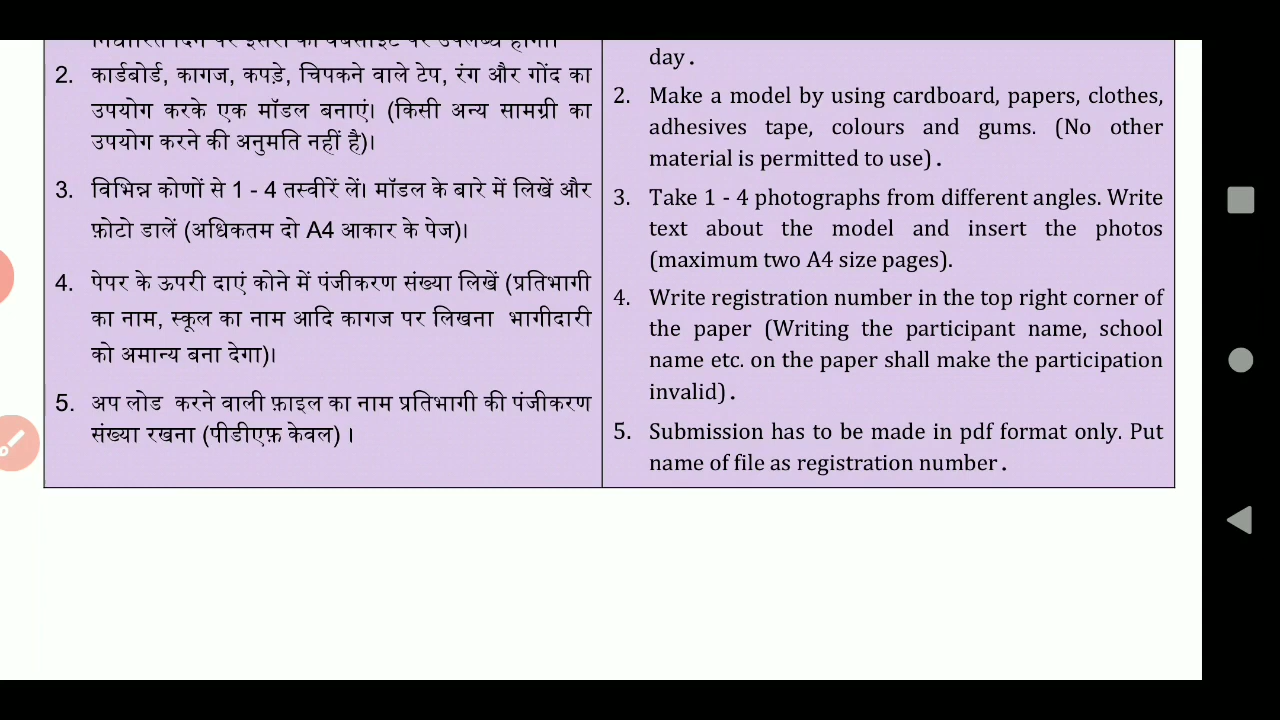 निर्धारित दिन पर इसरो की वेबसाइट पर उपलब्ध होगी।
2. कार्डबोर्ड, कागज, कपड़े, चिपकने वाले टेप, रंग और गोंद का
उपयोग करके एक मॉडल बनाएं। (किसी अन्य सामग्री का
उपयोग करने की अनुमति नहीं है)।
3. विभिन्न कोणों से 1 - 4 तस्वीरें लें। मॉडल के बारे में लिखें और
फ़ोटो डालें (अधिकतम दो A4 आकार के पेज)।
4. पेपर के ऊपरी दाएं कोने में पंजीकरण संख्या लिखें (प्रतिभागी
का नाम, स्कूल का नाम आदि कागज पर लिखना भागीदारी
को अमान्य बना देगा)।
5. अप लोड करने वाली फ़ाइल का नाम प्रतिभागी की पंजीकरण
संख्या रखना (पीडीएफ़ केवल) ।
day.
2. Make a model by using cardboard, papers, clothes,
adhesives tape, colours and gums. (No other
material is permitted to use).
3. Take 1 - 4 photographs from different angles. Write
text about the model and insert the photos
(maximum two A4 size pages).
4. Write registration number in the top right corner of
the paper (Writing the participant name, school
name etc. on the paper shall make the participation
invalid).
5. Submission has to be made in pdf format only. Put
name of file as registration number.